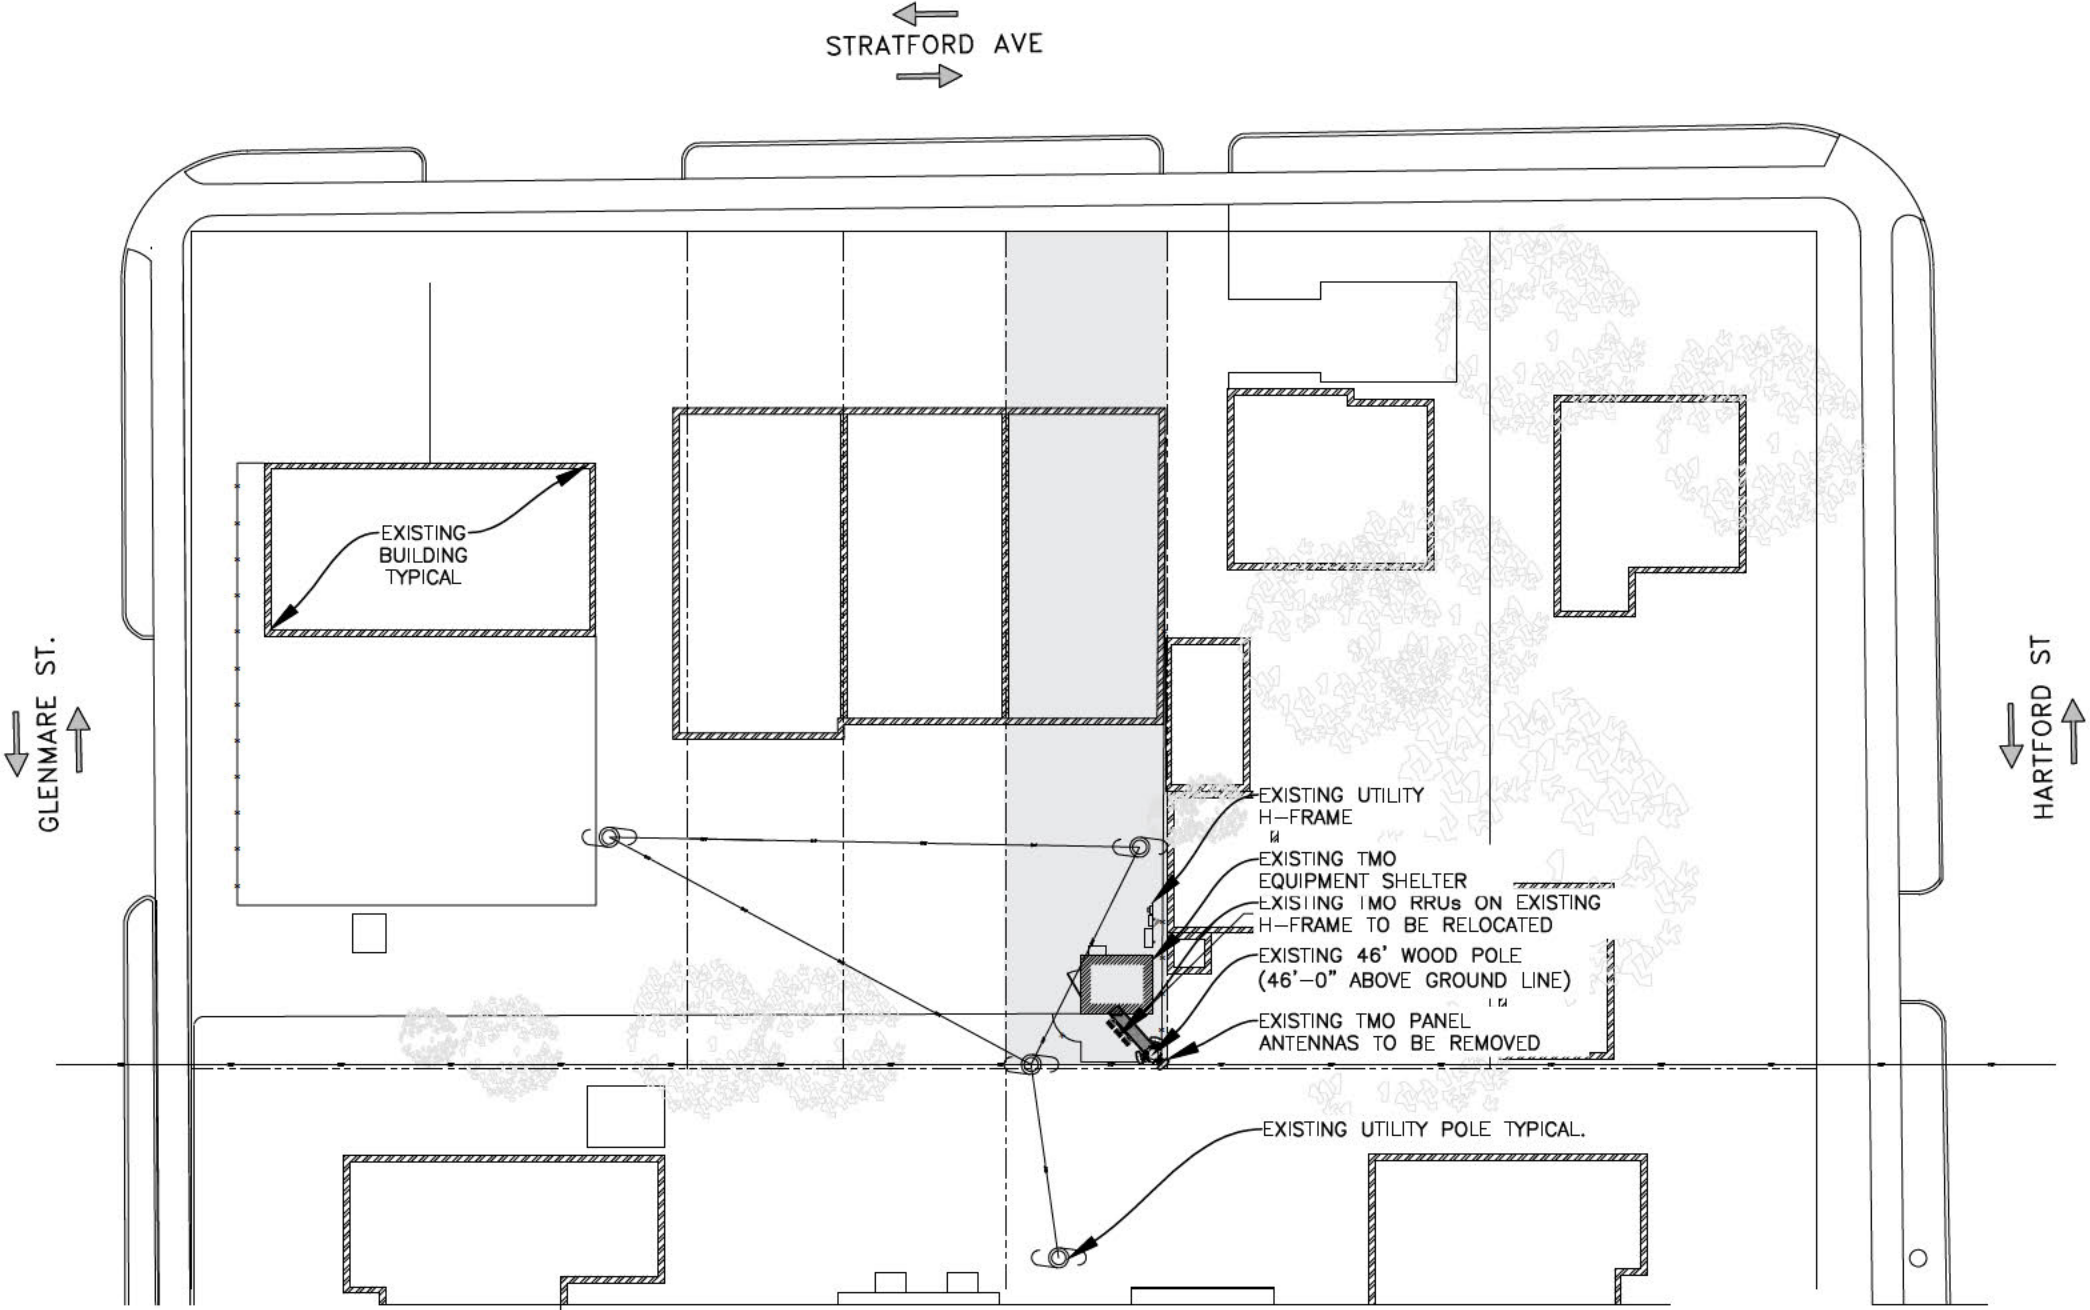 STRATFORD AVE
EXISTING
BUILDING
TYPICAL
GLENMARE ST.
HARTFORD ST
EXISTING UTILITY
H-FRAME
EXISTING TMO
EQUIPMENT SHELTER
EXISTING TMO RRUs ON EXISTING
H-FRAME TO BE RELOCATED
EXISTING 46' WOOD POLE
(46'-0" ABOVE GROUND LINE)
EXISTING TMO PANEL
ANTENNAS TO BE REMOVED
EXISTING UTILITY POLE TYPICAL.